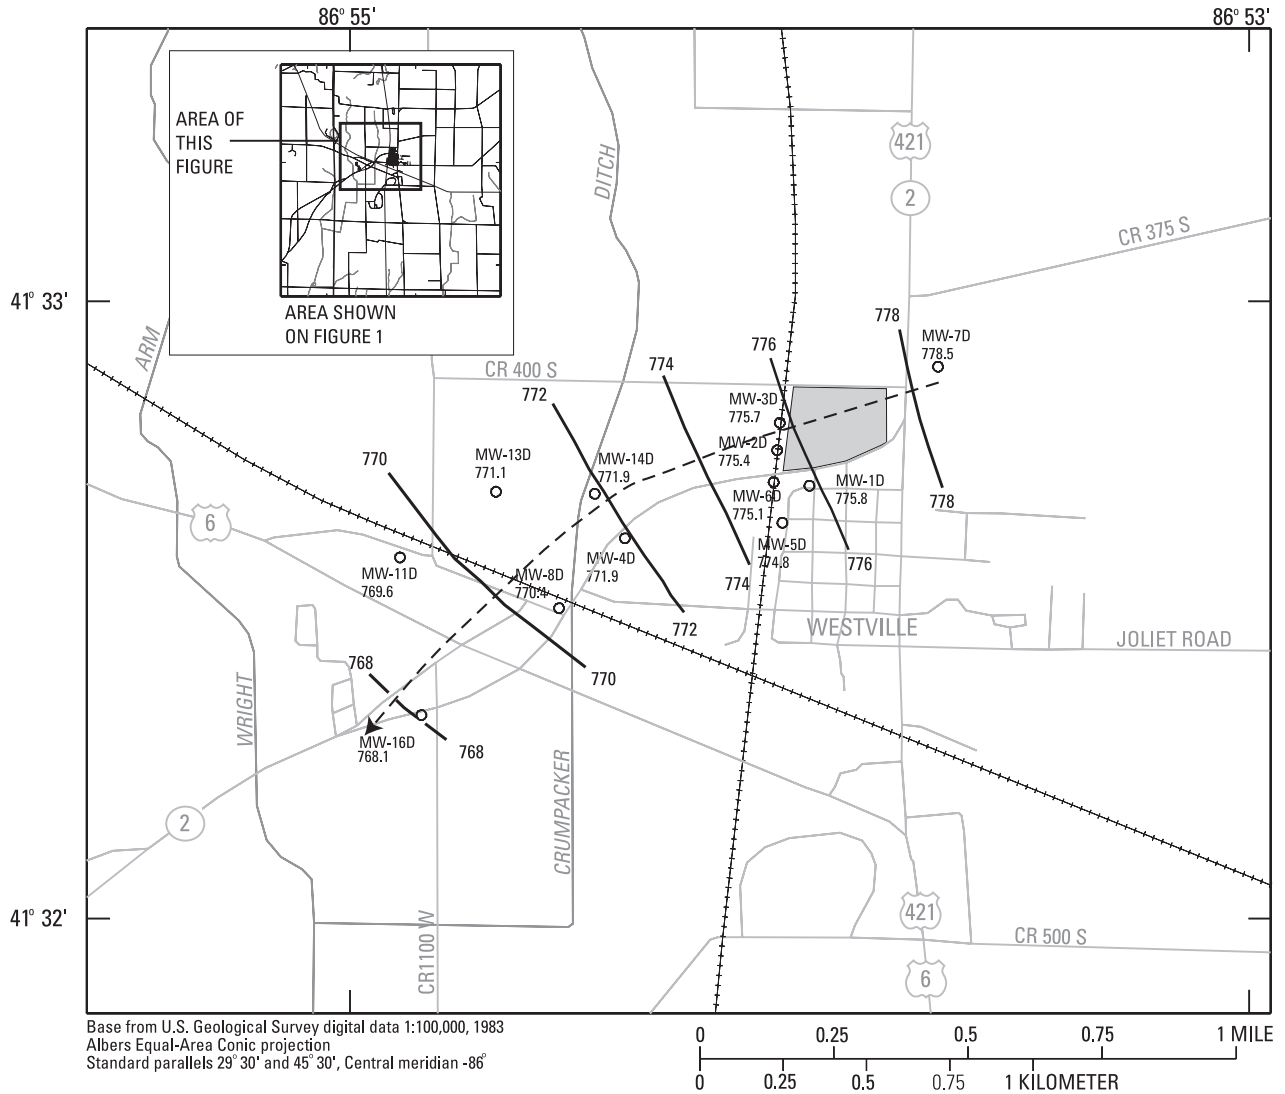 86° 55'
86° 53'
AREA OF
THIS
FIGURE
AREA SHOWN
ON FIGURE 1
DITCH
421
2
CR 375 S
41° 33'
ARM
778
MW-7D
778.5
776
774
CR 400 S
772
MW-3D
775.7
MW-2D
775.4
MW-13D
771.1
MW-14D
771.9
770
MW-1D
775.8
MW-6D
775.1
778
6
MW-5D
774.8
MW-4D
771.9
776
774
MW-11D
769.6
MW-8D
770.4
772
WESTVILLE
JOLIET ROAD
768
770
WRIGHT
MW-16D
768.1
768
CRUMPACKER
2
41° 32'
CR1100 W
421
CR 500 S
6
Base from U.S. Geological Survey digital data 1:100,000, 1983
Albers Equal-Area Conic projection
Standard parallels 29° 30' and 45° 30', Central meridian -86°
0 0.25 0.5 0.75 1 MILE
0 0.25 0.5 0.75 1 KILOMETER